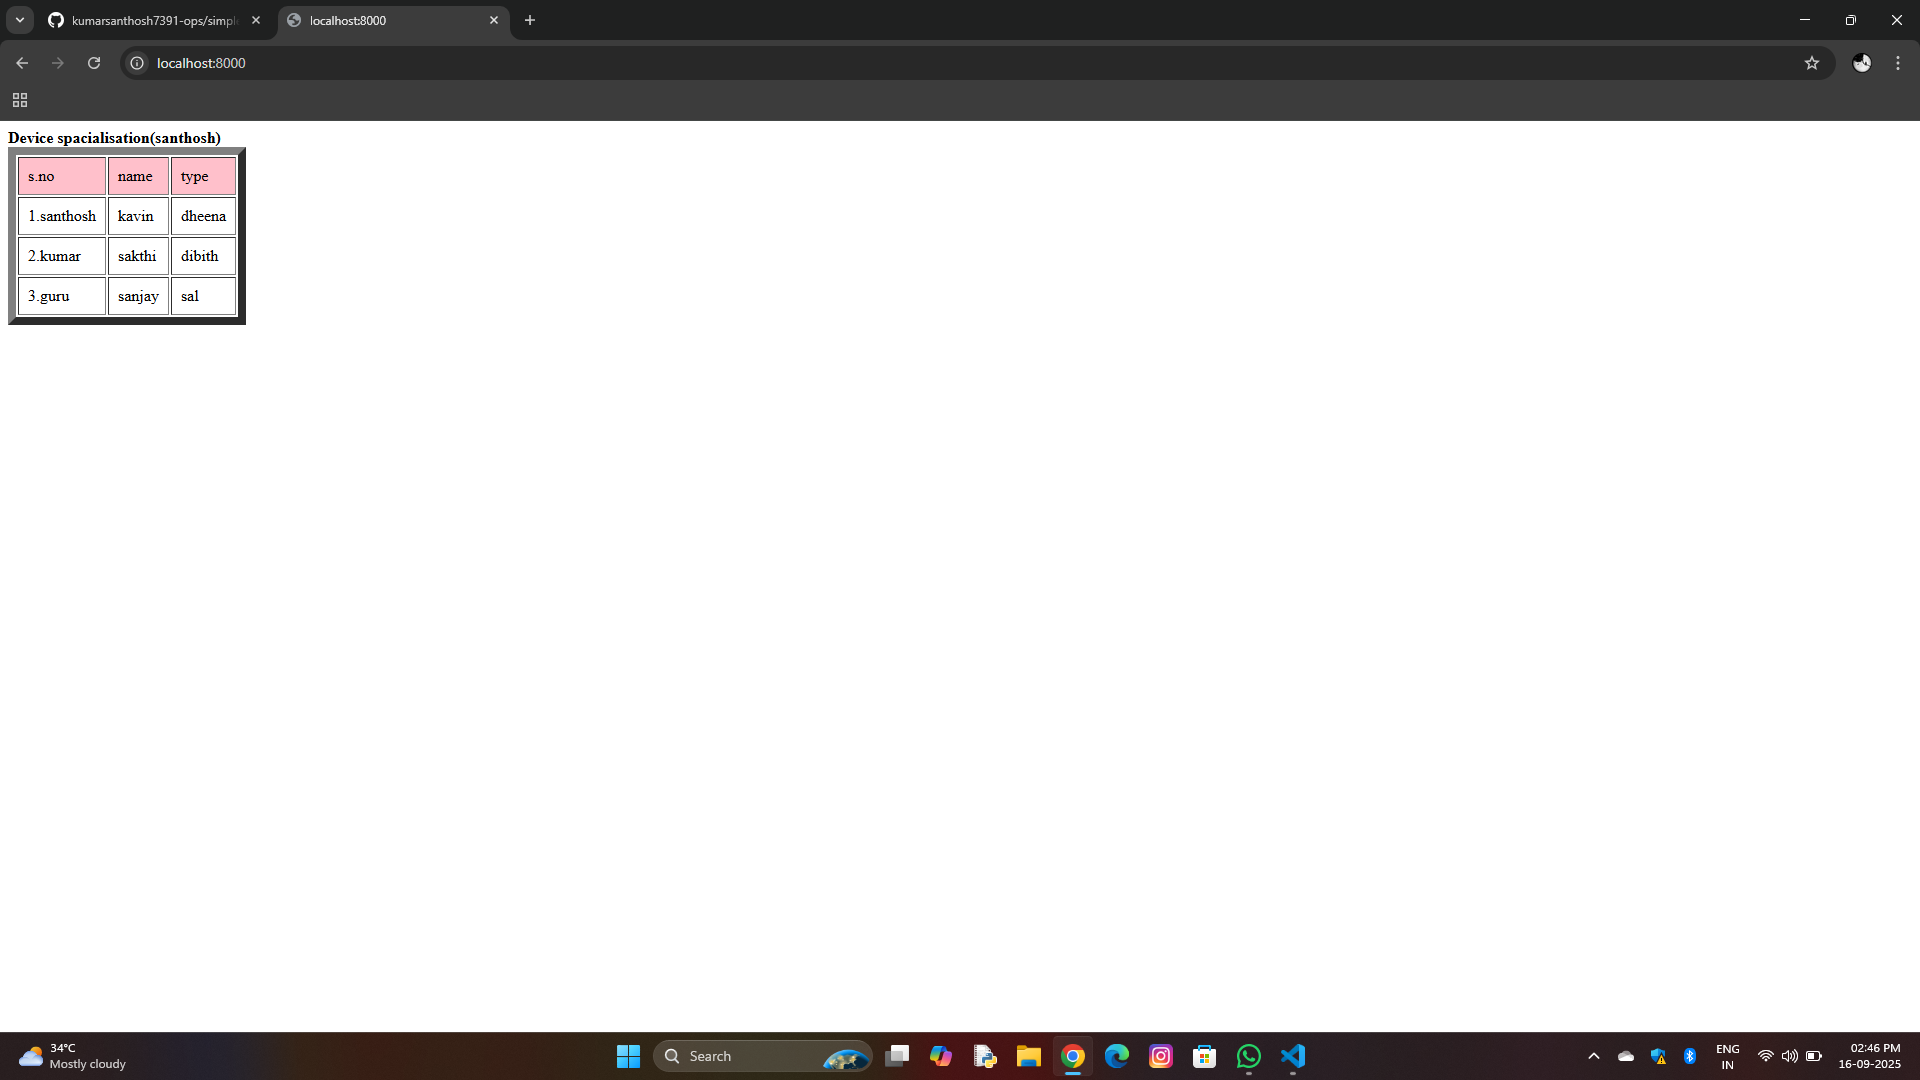 kumarsanthosh7391-ops/simple
localhost:8000
localhost:8000
Device spacialisation(santhosh)
s.no name type
1.santhosh kavin dheena
2.kumar sakthi dibith
3.guru sanjay sal
34°C
Mostly cloudy
Search
ENG
IN
02:46 PM
16-09-2025